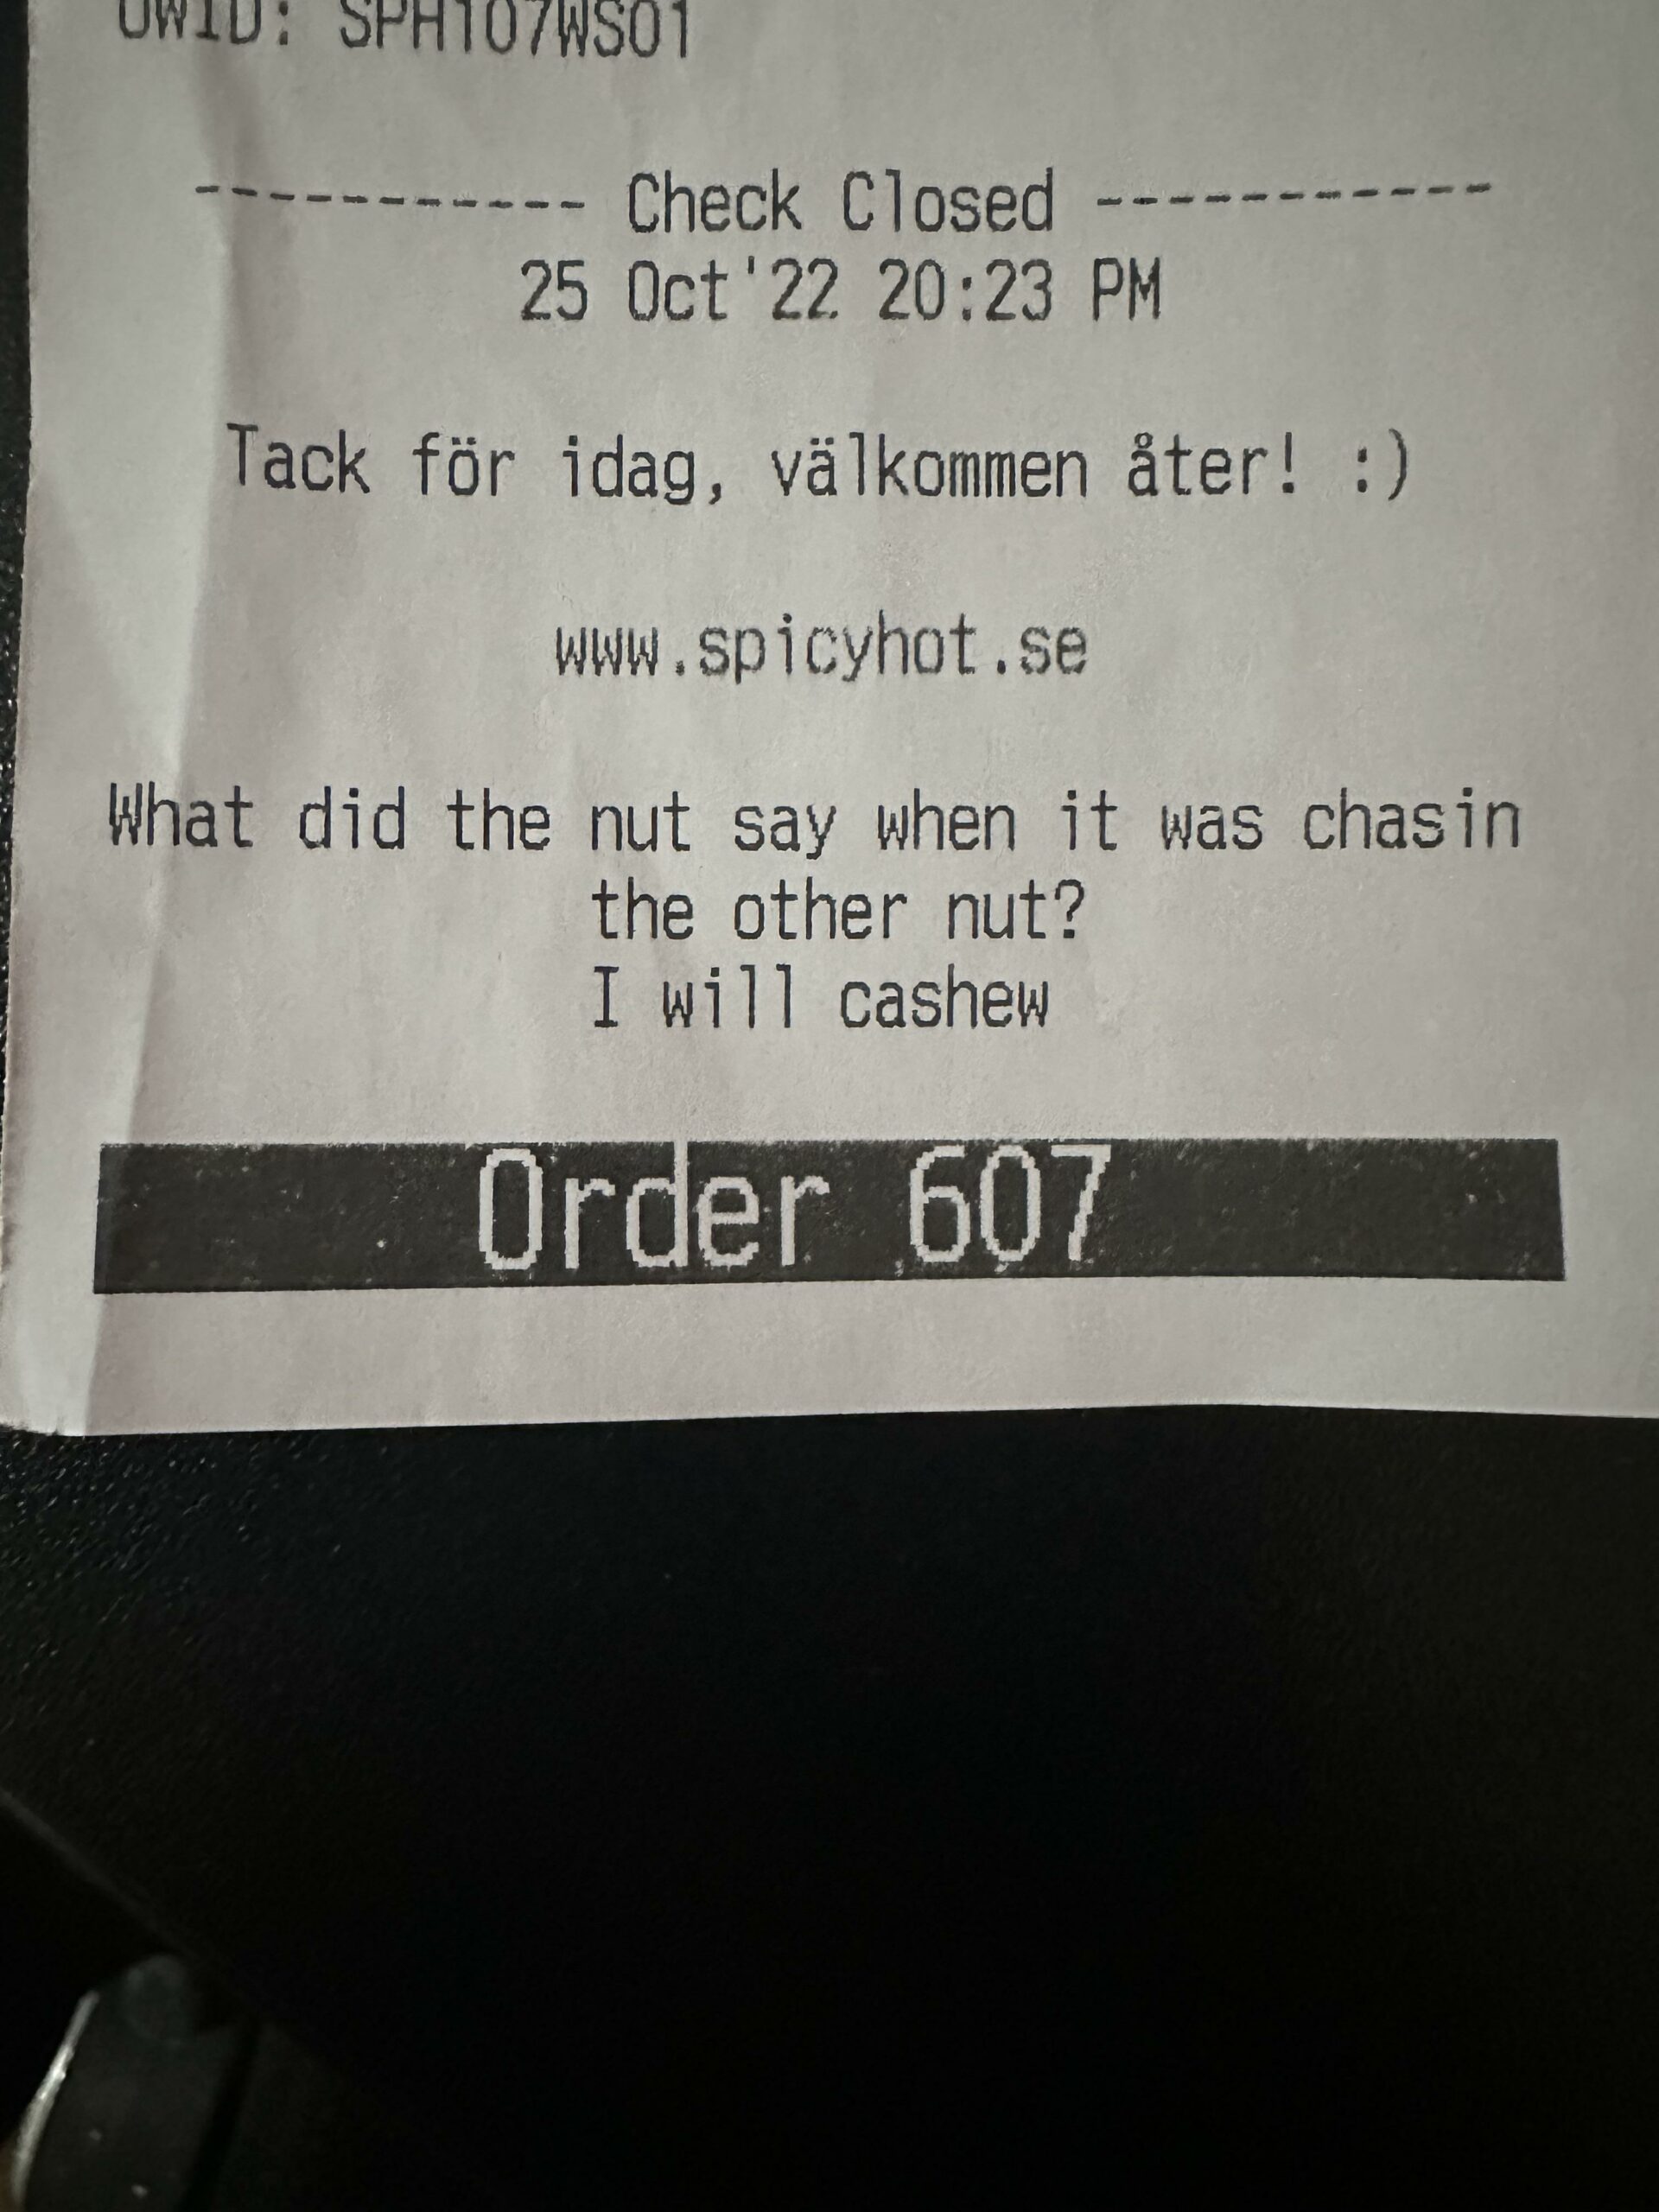 UWID: SPH107WS01
----------- Check Closed -----------
25 Oct'22 20:23 PM
Tack för idag, välkommen åter! :)
www.spicyhot.se
What did the nut say when it was chasin
the other nut?
I will cashew
Order 607